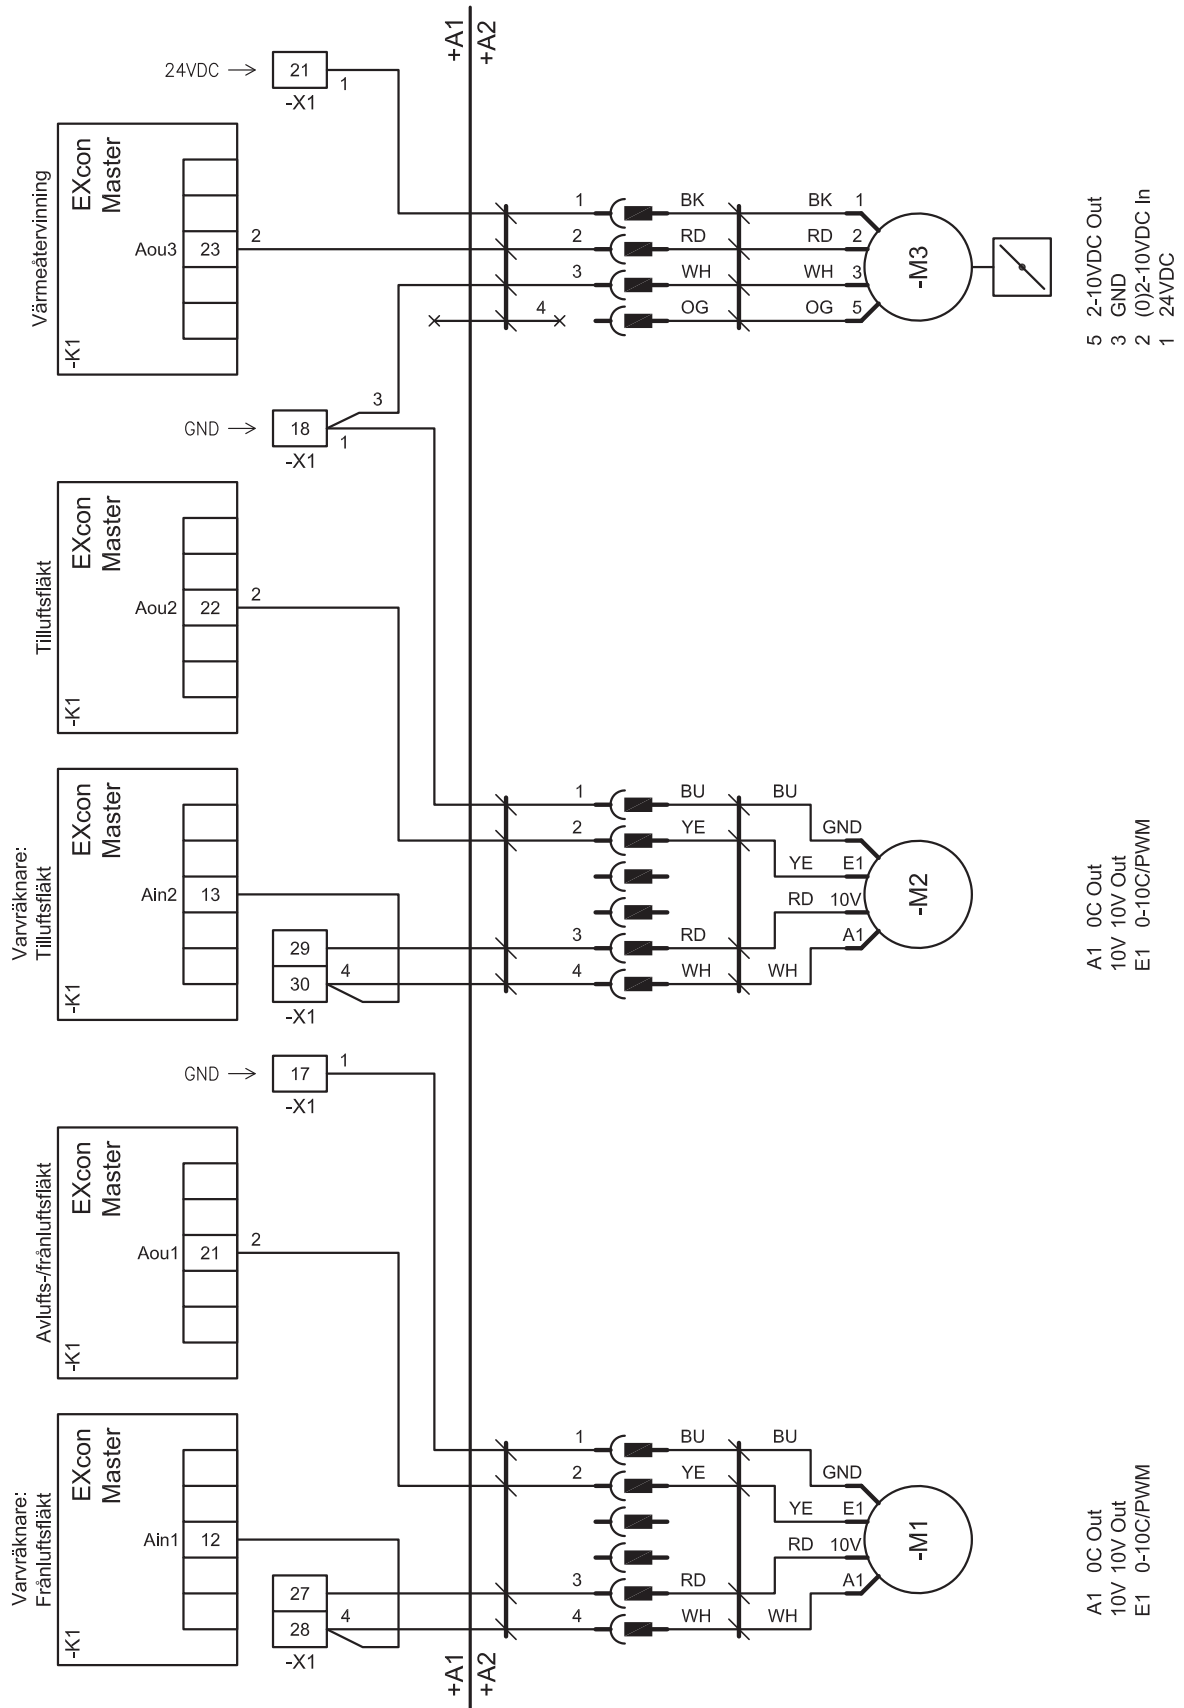 +A1
+A2
24VDC
21
1
-X1
Värmeåtervinning
-K1
EXcon
Master
Aou3
23
2
1
BK
BK
1
2
RD
RD
2
3
WH
WH
3
4
OG
OG
5
-M3
5 2-10VDC Out
3 GND
2 (0)2-10VDC In
1 24VDC
GND
18
3
1
-X1
Tilluftsfläkt
-K1
EXcon
Master
Aou2
22
2
Varvräknare:
Tilluftsfläkt
-K1
EXcon
Master
Ain2
13
29
30
4
-X1
1
BU
BU
GND
2
YE
YE
E1
RD
10V
3
RD
A1
4
WH
WH
-M2
A1 0C Out
10V 10V Out
E1 0-10C/PWM
GND
17
1
-X1
Avlufts-/frånluftsfläkt
-K1
EXcon
Master
Aou1
21
2
Varvräknare:
Frånluftsfläkt
-K1
EXcon
Master
Ain1
12
27
28
4
-X1
1
BU
BU
GND
2
YE
YE
E1
RD
10V
3
RD
A1
4
WH
WH
-M1
A1 0C Out
10V 10V Out
E1 0-10C/PWM
+A1
+A2